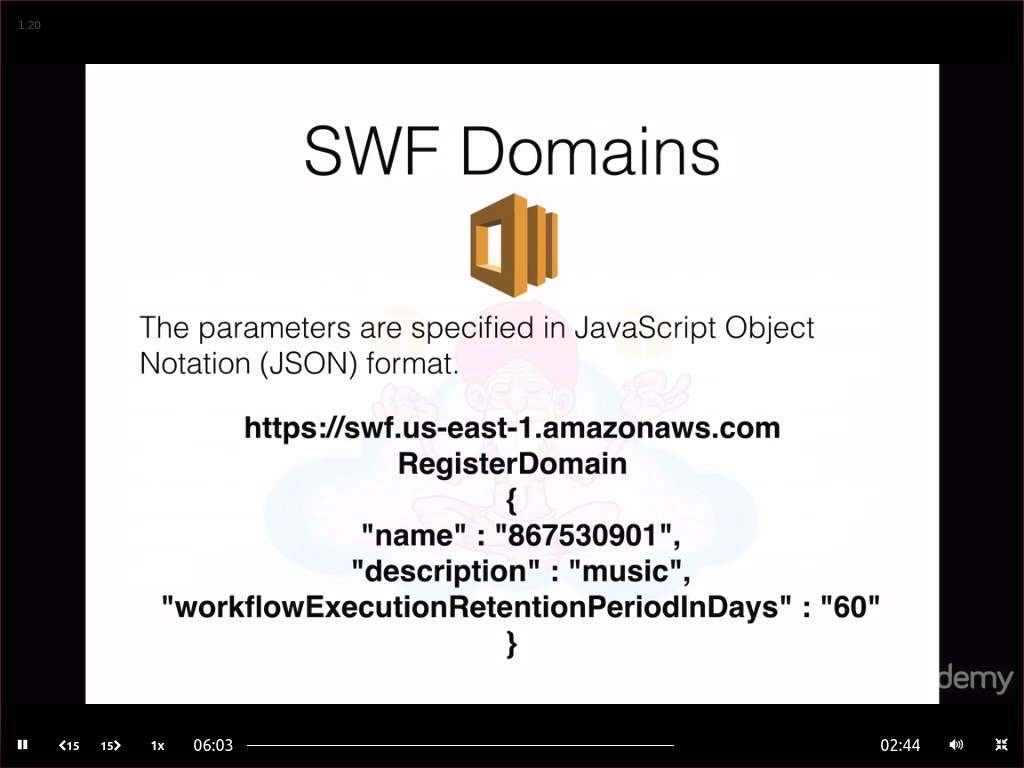 1.20
SWF Domains
The parameters are specified in JavaScript Object
Notation (JSON) format.
https://swf.us-east-1.amazonaws.com
RegisterDomain
{
"name" : "867530901",
"description" : "music",
"workflowExecutionRetentionPeriodInDays" : "60"
}
demy
15 15 1x 06:03 02:44